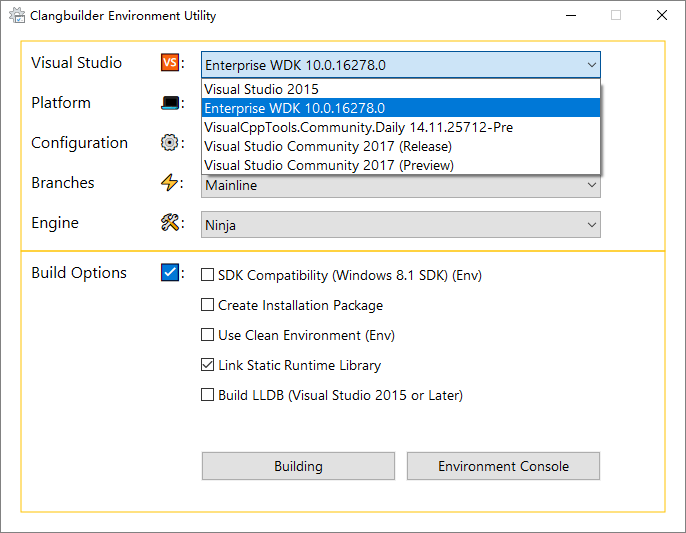 Clangbuilder Environment Utility
Visual Studio VS : Enterprise WDK 10.0.16278.0
Visual Studio 2015
Platform : Enterprise WDK 10.0.16278.0
VisualCppTools.Community.Daily 14.11.25712-Pre
Configuration : Visual Studio Community 2017 (Release)
Visual Studio Community 2017 (Preview)
Branches : Mainline
Engine : Ninja
Build Options : SDK Compatibility (Windows 8.1 SDK) (Env)
Create Installation Package
Use Clean Environment (Env)
Link Static Runtime Library
Build LLDB (Visual Studio 2015 or Later)
Building Environment Console